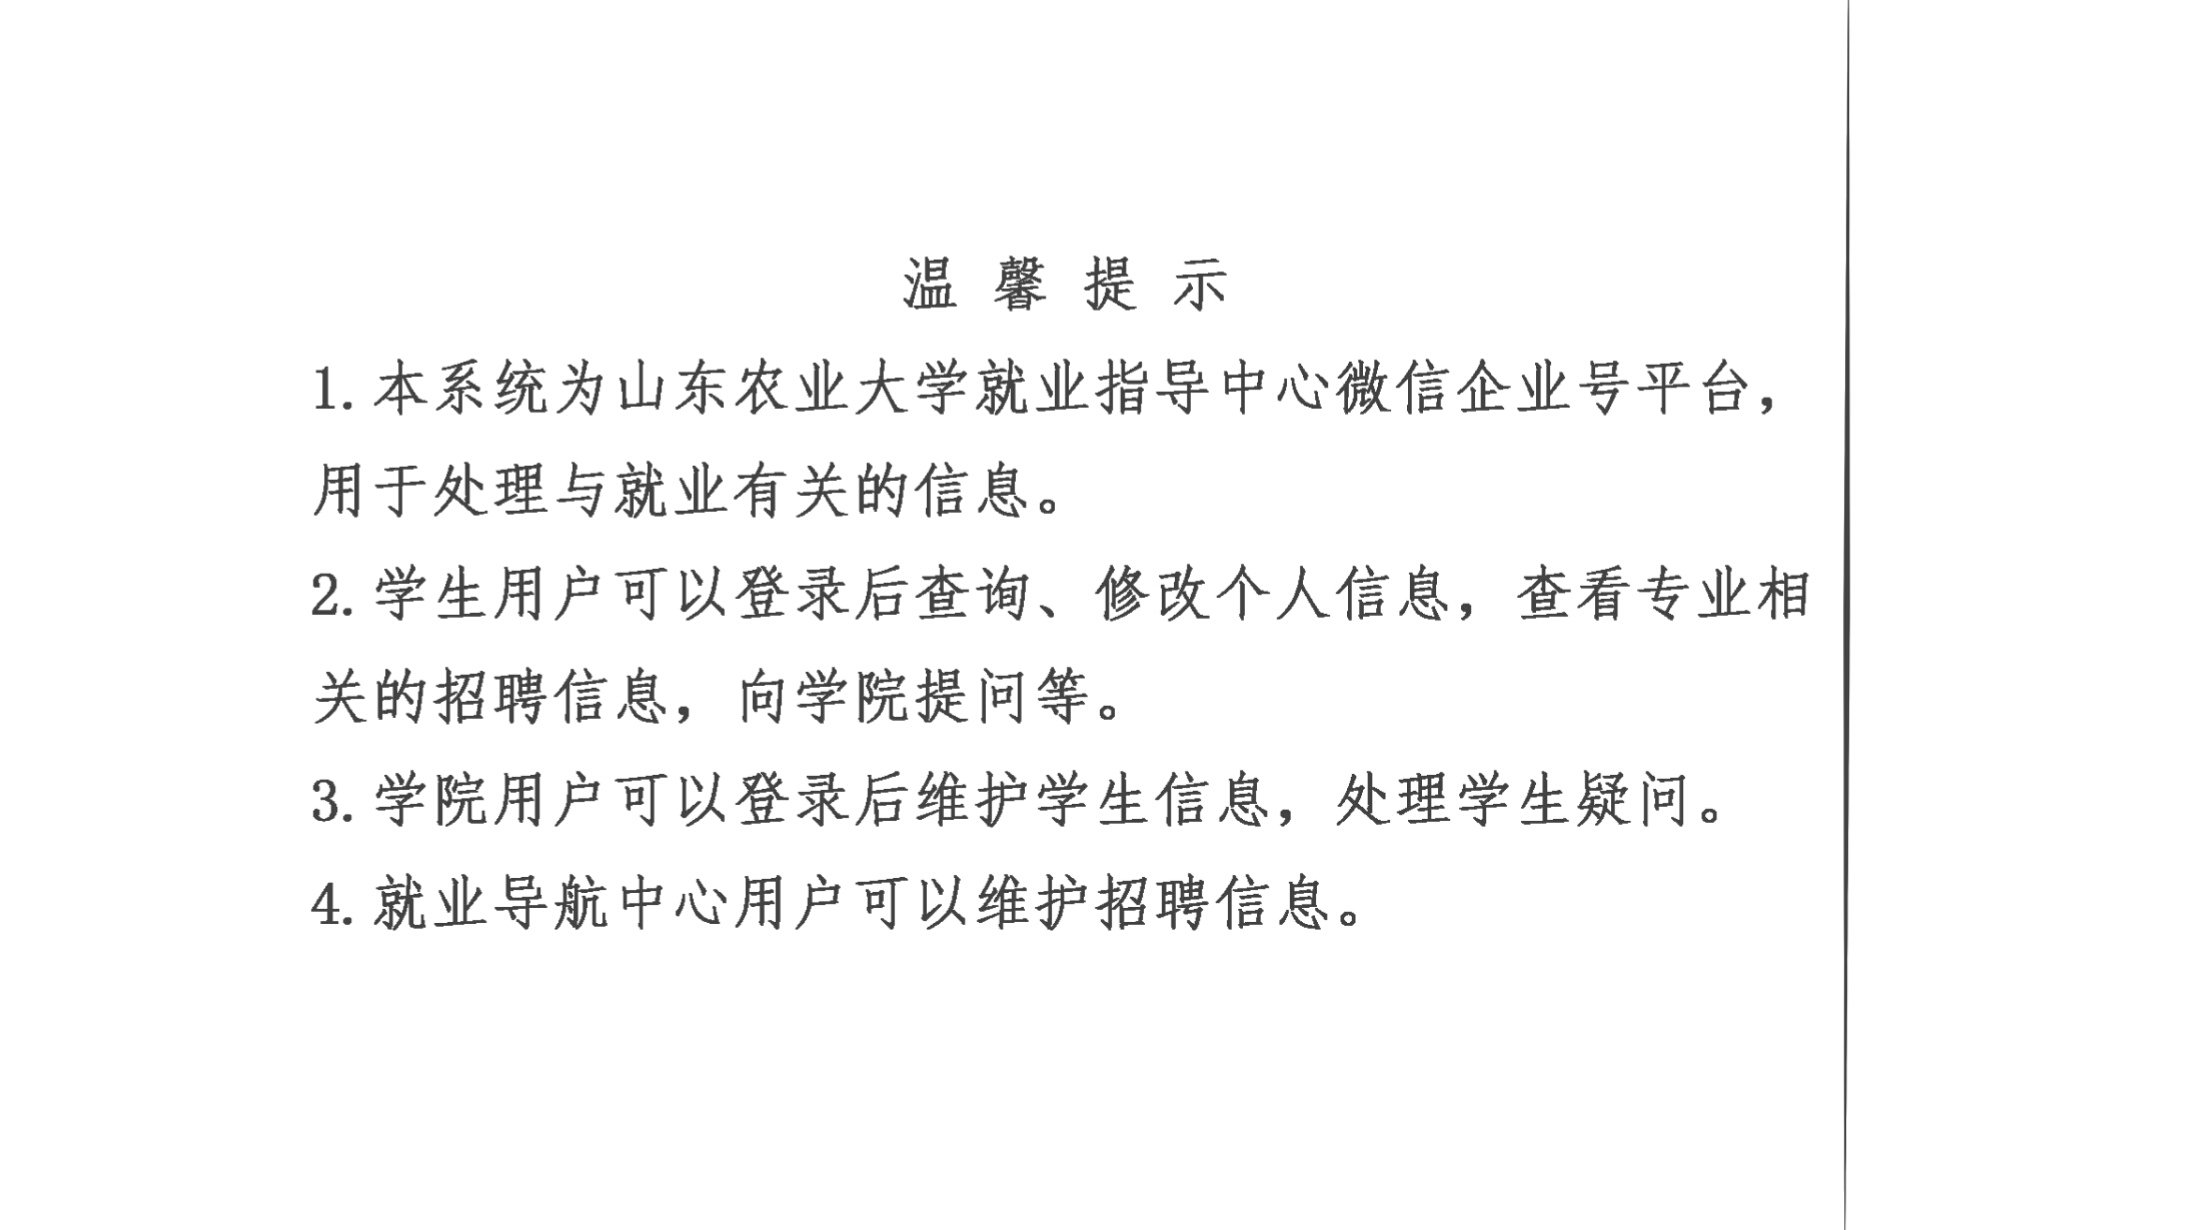 温 馨 提 示
1.本系统为山东农业大学就业指导中心微信企业号平台，
用于处理与就业有关的信息。
2.学生用户可以登录后查询、修改个人信息，查看专业相
关的招聘信息，向学院提问等。
3.学院用户可以登录后维护学生信息，处理学生疑问。
4.就业导航中心用户可以维护招聘信息。